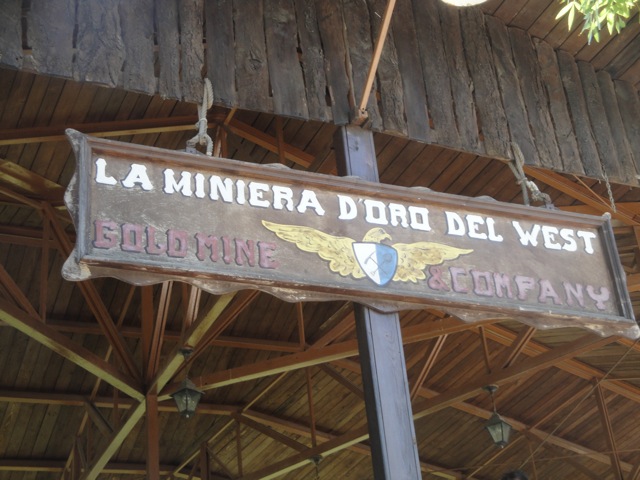 LA MINIERA D'ORO DEL WEST
GOLD MINE & COMPANY